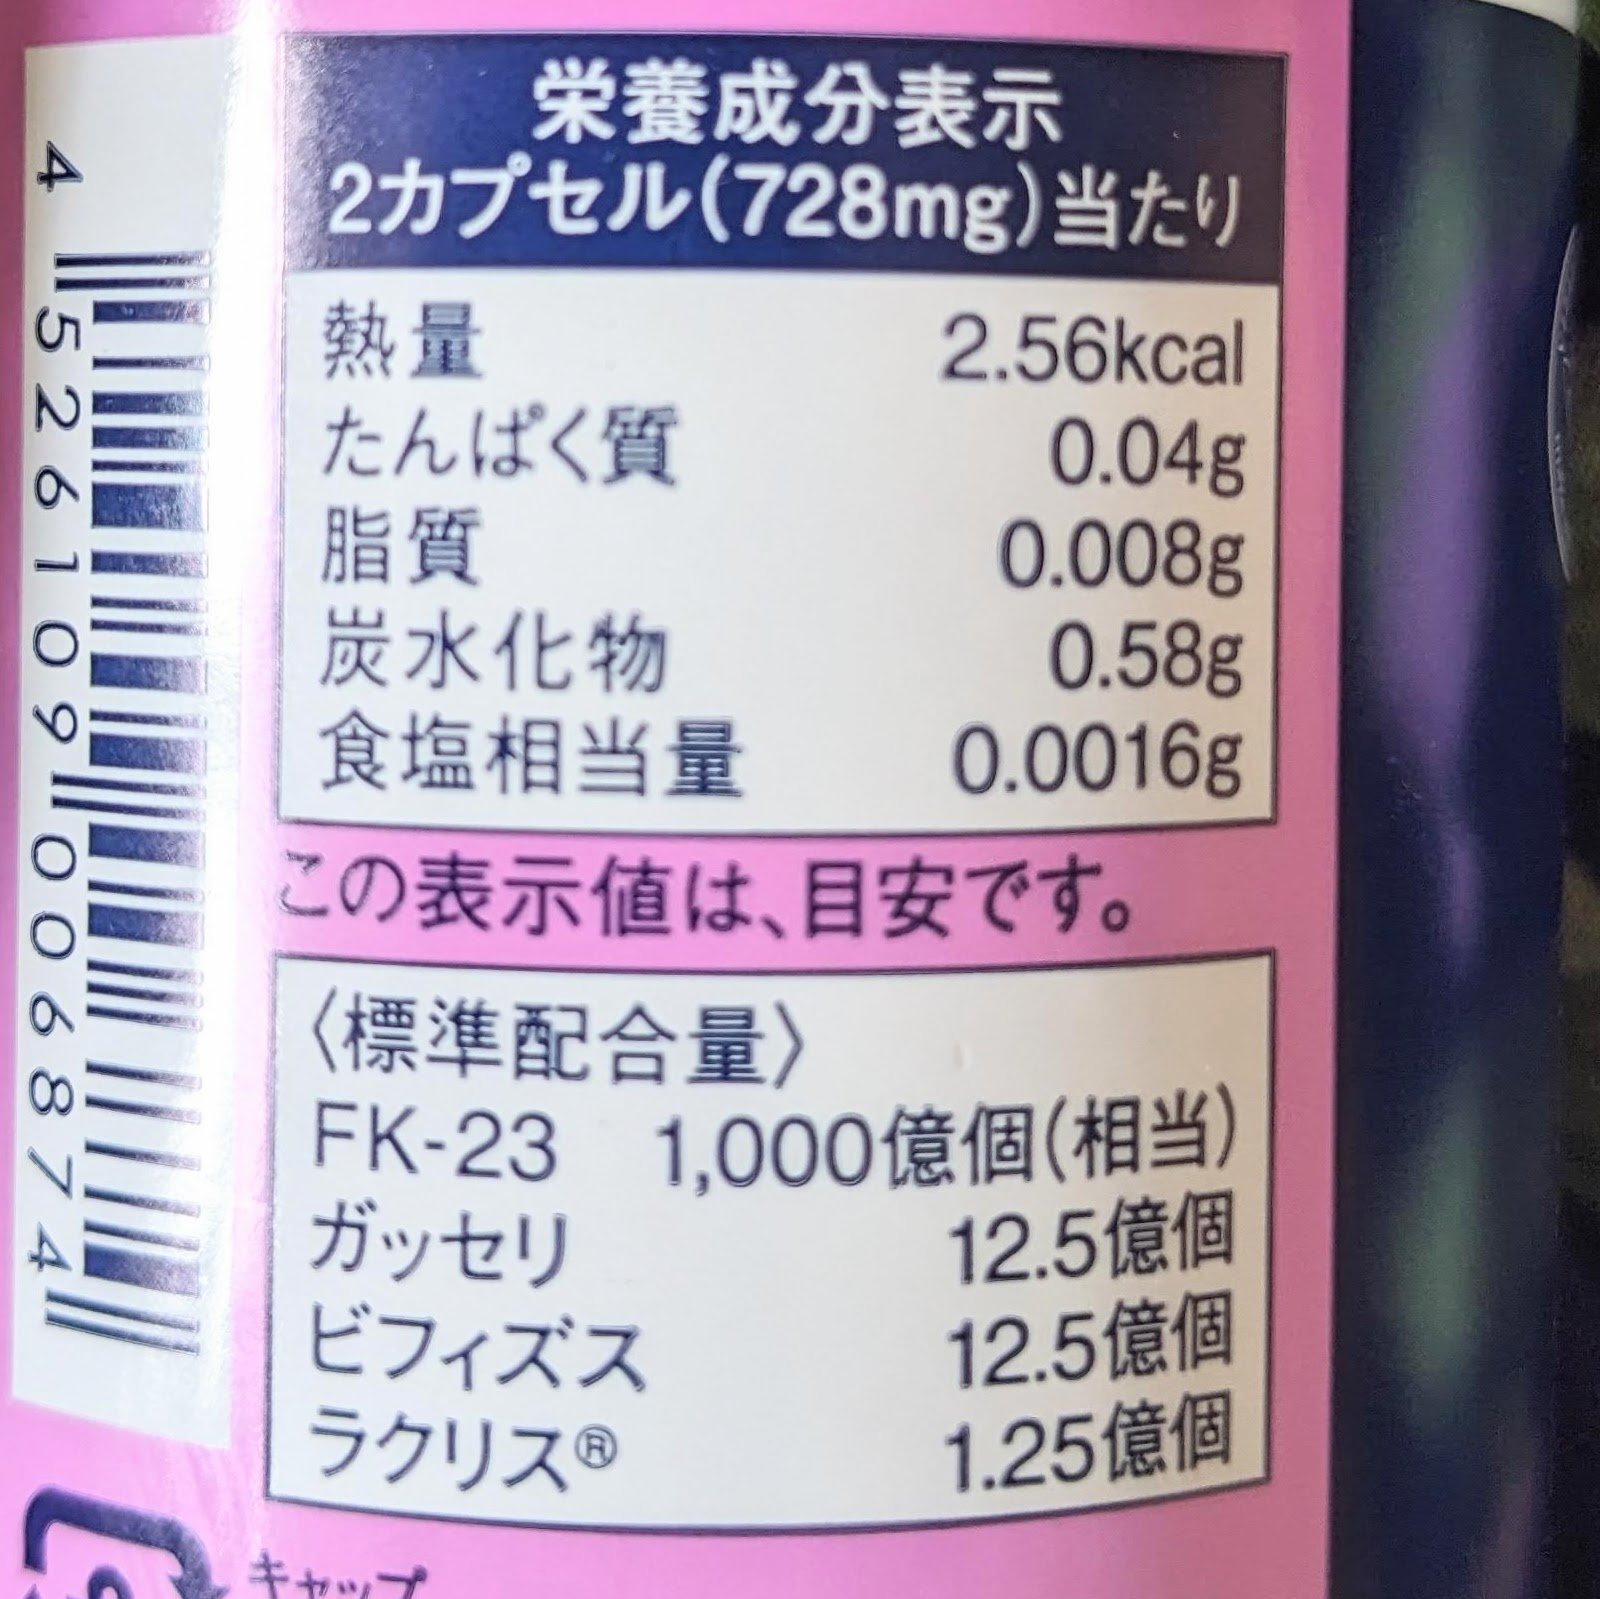 栄養成分表示
2カプセル(728mg)当たり
熱量 2.56kcal
たんぱく質 0.04g
脂質 0.008g
炭水化物 0.58g
食塩相当量 0.0016g
この表示値は、目安です。
〈標準配合量〉
FK-23 1,000億個(相当)
ガッセリ 12.5億個
ビフィズス 12.5億個
ラクリス® 1.25億個
キャップ
4 526109 006874